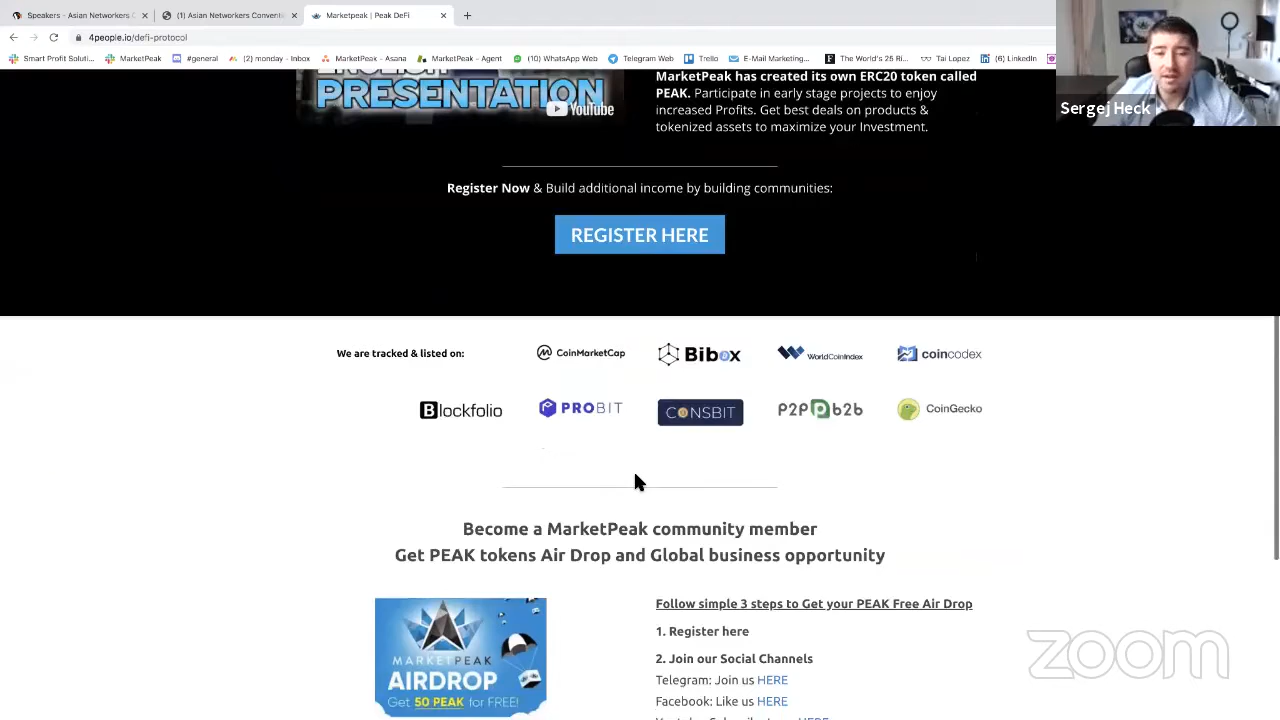 Speakers - Asian Networkers C
(1) Asian Networkers Conventi
Marketpeak | Peak DeFi
4people.io/defi-protocol
Smart Profit Soluti...
MarketPeak
#general
(2) monday - Inbox
MarketPeak - Asana
MarketPeak - Agent
(10) WhatsApp Web
Telegram Web
Trello
E-Mail Marketing...
The World's 25 Ri...
Tai Lopez
(6) LinkedIn
Sergej Heck
PRESENTATION
YouTube
MarketPeak has created its own ERC20 token called
PEAK. Participate in early stage projects to enjoy
increased Profits. Get best deals on products &
tokenized assets to maximize your Investment.
Register Now & Build additional income by building communities:
REGISTER HERE
We are tracked & listed on:
CoinMarketCap
Bibox
WorldCoinIndex
coincodex
Blockfolio
PROBIT
COINSBIT
P2PB2B
CoinGecko
Become a MarketPeak community member
Get PEAK tokens Air Drop and Global business opportunity
MARKETPEAK
AIRDROP
Get 50 PEAK for FREE!
Follow simple 3 steps to Get your PEAK Free Air Drop
1. Register here
2. Join our Social Channels
Telegram: Join us HERE
Facebook: Like us HERE
zoom